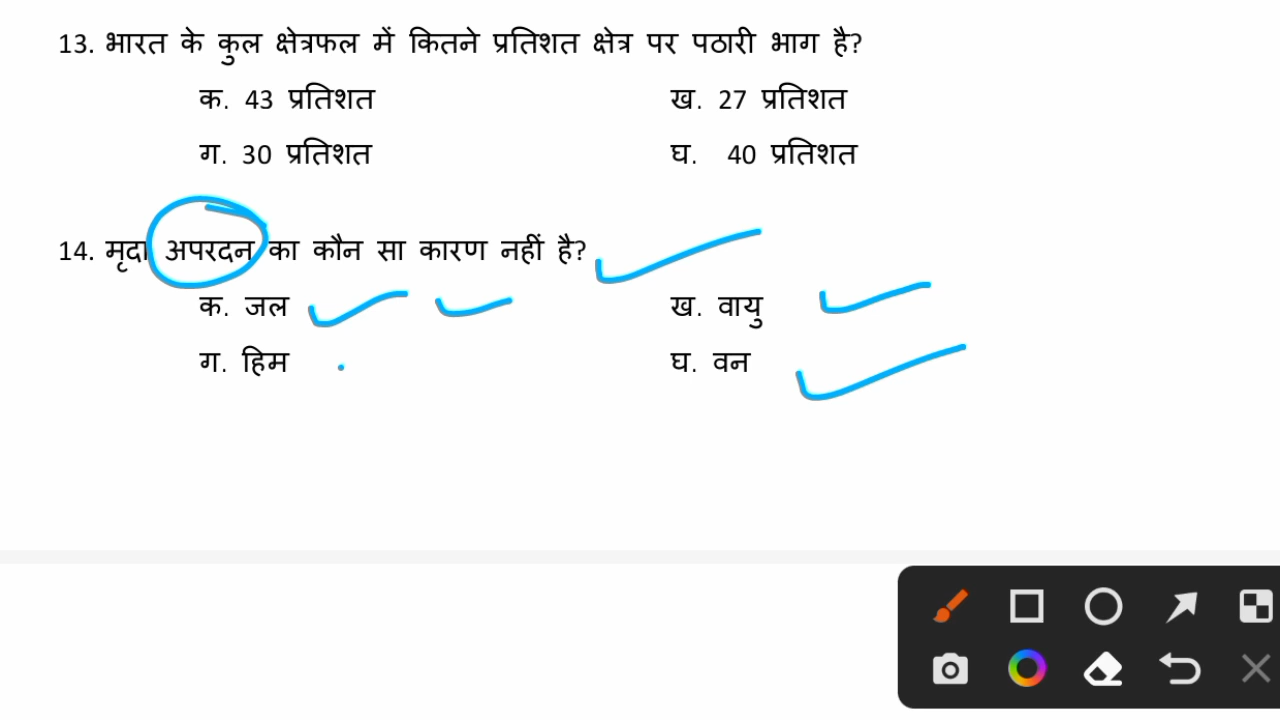 13. भारत के कुल क्षेत्रफल में कितने प्रतिशत क्षेत्र पर पठारी भाग है?
क. 43 प्रतिशत ख. 27 प्रतिशत
ग. 30 प्रतिशत घ. 40 प्रतिशत
14. मृदा अपरदन का कौन सा कारण नहीं है?
क. जल ख. वायु
ग. हिम घ. वन